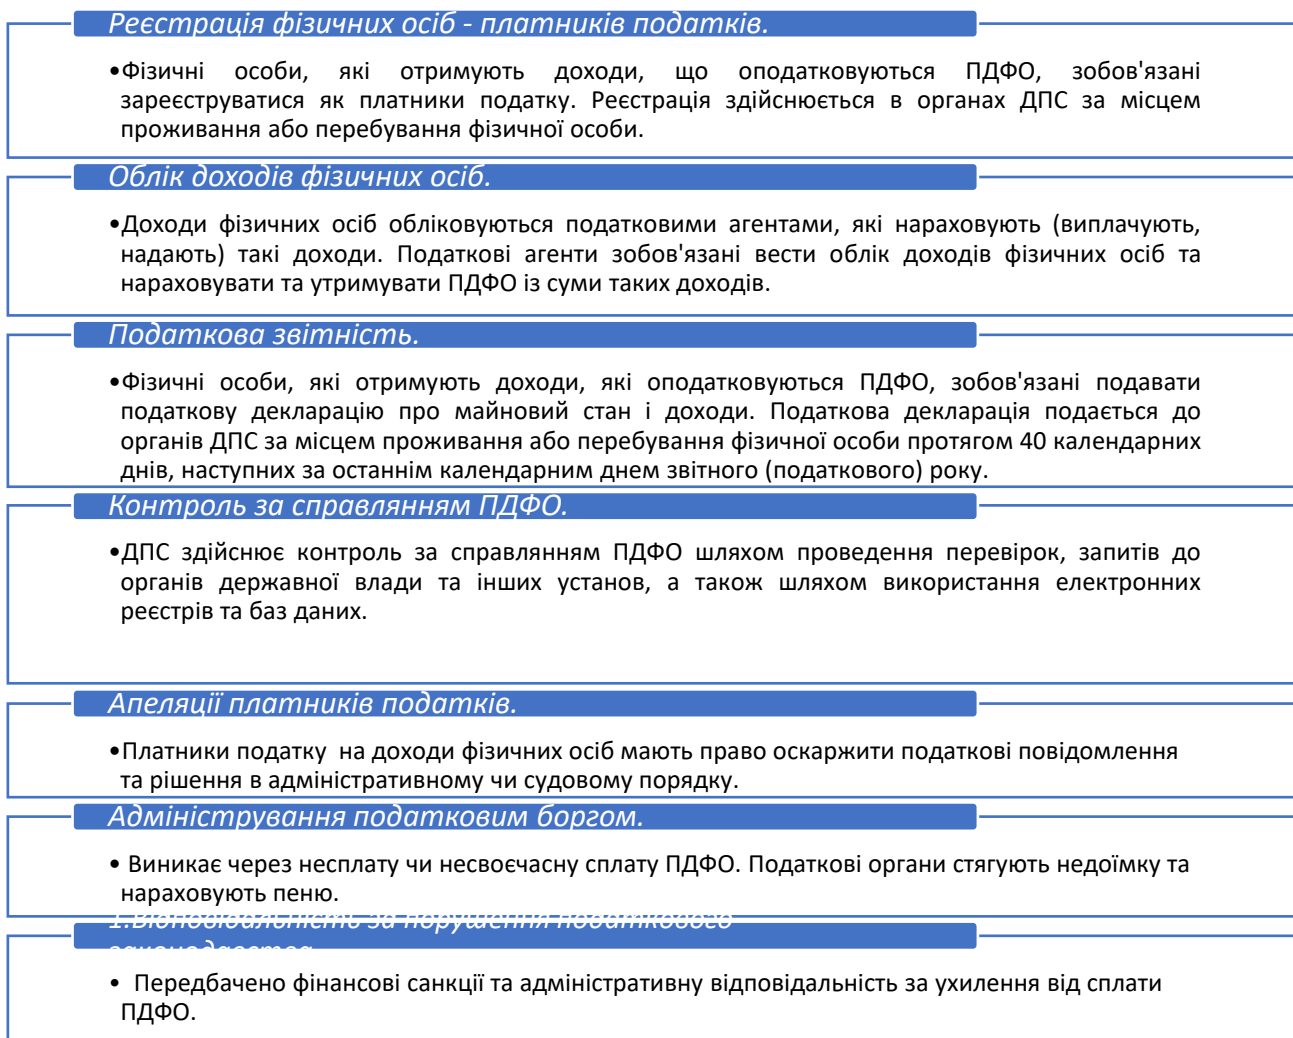 Реєстрація фізичних осіб - платників податків.
•Фізичні особи, які отримують доходи, що оподатковуються ПДФО, зобов'язані
зареєструватися як платники податку. Реєстрація здійснюється в органах ДПС за місцем
проживання або перебування фізичної особи.
Облік доходів фізичних осіб.
•Доходи фізичних осіб обліковуються податковими агентами, які нараховують (виплачують,
надають) такі доходи. Податкові агенти зобов'язані вести облік доходів фізичних осіб та
нараховувати та утримувати ПДФО із суми таких доходів.
Податкова звітність.
•Фізичні особи, які отримують доходи, які оподатковуються ПДФО, зобов'язані подавати
податкову декларацію про майновий стан і доходи. Податкова декларація подається до
органів ДПС за місцем проживання або перебування фізичної особи протягом 40 календарних
днів, наступних за останнім календарним днем звітного (податкового) року.
Контроль за справлянням ПДФО.
•ДПС здійснює контроль за справлянням ПДФО шляхом проведення перевірок, запитів до
органів державної влади та інших установ, а також шляхом використання електронних
реєстрів та баз даних.
Апеляції платників податків.
•Платники податку на доходи фізичних осіб мають право оскаржити податкові повідомлення
та рішення в адміністративному чи судовому порядку.
Адміністрування податковим боргом.
• Виникає через несплату чи несвоєчасну сплату ПДФО. Податкові органи стягують недоїмку та
нараховують пеню.
1.Відповідальність за порушення податкового
законодавства
• Передбачено фінансові санкції та адміністративну відповідальність за ухилення від сплати
ПДФО.